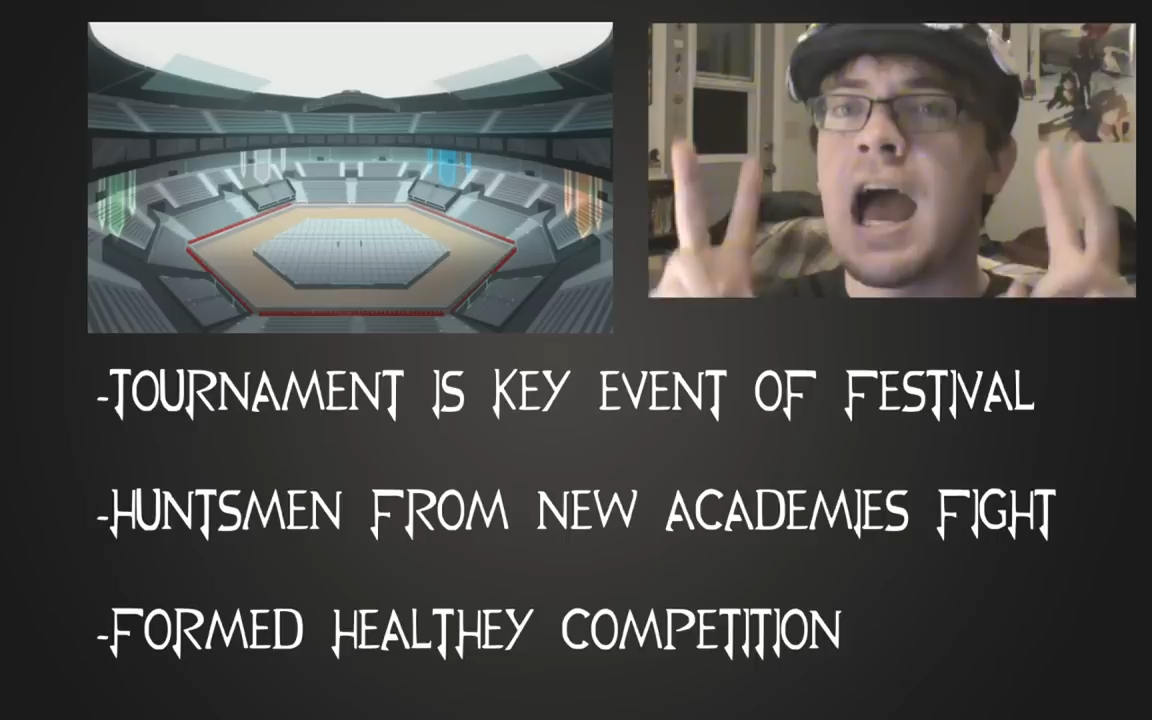 -TOURNAMENT IS KEY EVENT OF FESTIVAL
-HUNTSMEN FROM NEW ACADEMIES FIGHT
-FORMED HEALTHEY COMPETITION